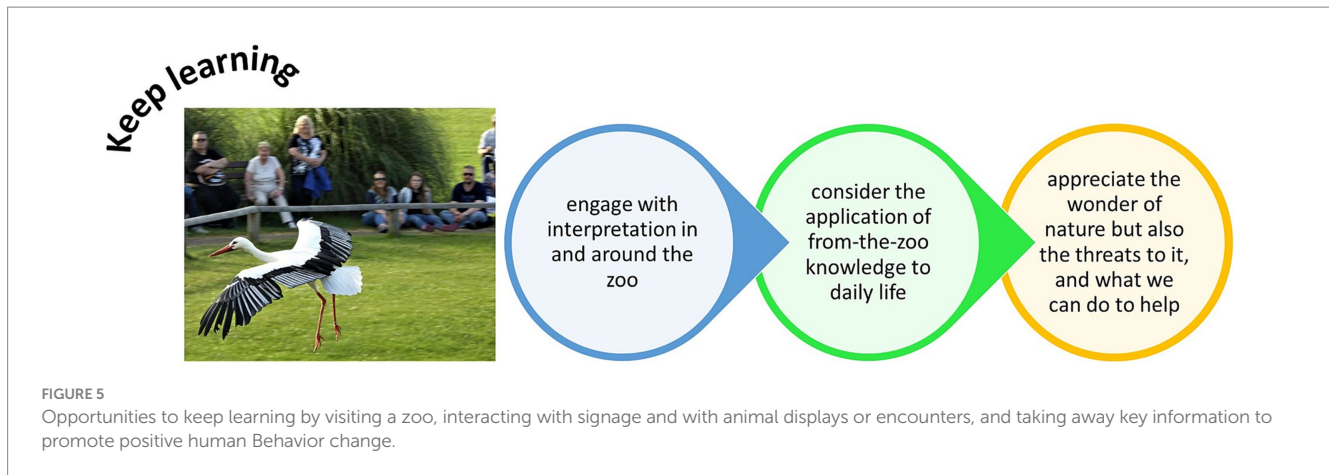 Keep learning
engage with
interpretation in
and around the
zoo
consider the
application of
from-the-zoo
knowledge to
daily life
appreciate the
wonder of
nature but also
the threats to it,
and what we
can do to help
FIGURE 5
Opportunities to keep learning by visiting a zoo, interacting with signage and with animal displays or encounters, and taking away key information to
promote positive human Behavior change.